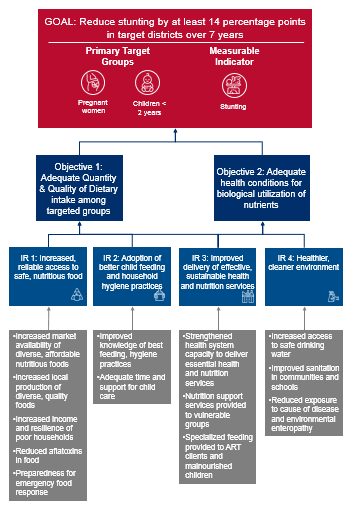 GOAL: Reduce stunting by at least 14 percentage points
in target districts over 7 years
Primary Target
Groups
Measurable
Indicator
Pregnant
women
Children <
2 years
Stunting
Objective 1:
Adequate Quantity
& Quality of Dietary
intake among
targeted groups
Objective 2: Adequate
health conditions for
biological utilization of
nutrients
IR 1: Increased,
reliable access to
safe, nutritious food
IR 2: Adoption of
better child feeding
and household
hygiene practices
IR 3: Improved
delivery of effective,
sustainable health
and nutrition services
IR 4: Healthier,
cleaner environment
•Increased market
availability of
diverse, affordable
nutritious foods
•Increased local
production of
diverse, quality
foods
•Increased income
and resilience of
poor households
•Reduced aflatoxins
in food
•Preparedness for
emergency food
response
•Improved
knowledge of best
feeding, hygiene
practices
•Adequate time and
support for child
care
•Strengthened
health system
capacity to deliver
essential health
and nutrition
services
•Nutrition support
services provided
to vulnerable
groups
•Specialized feeding
provided to ART
clients and
malnourished
children
•Increased access
to safe drinking
water
•Improved sanitation
in communities and
schools
•Reduced exposure
to cause of disease
and environmental
enteropathy